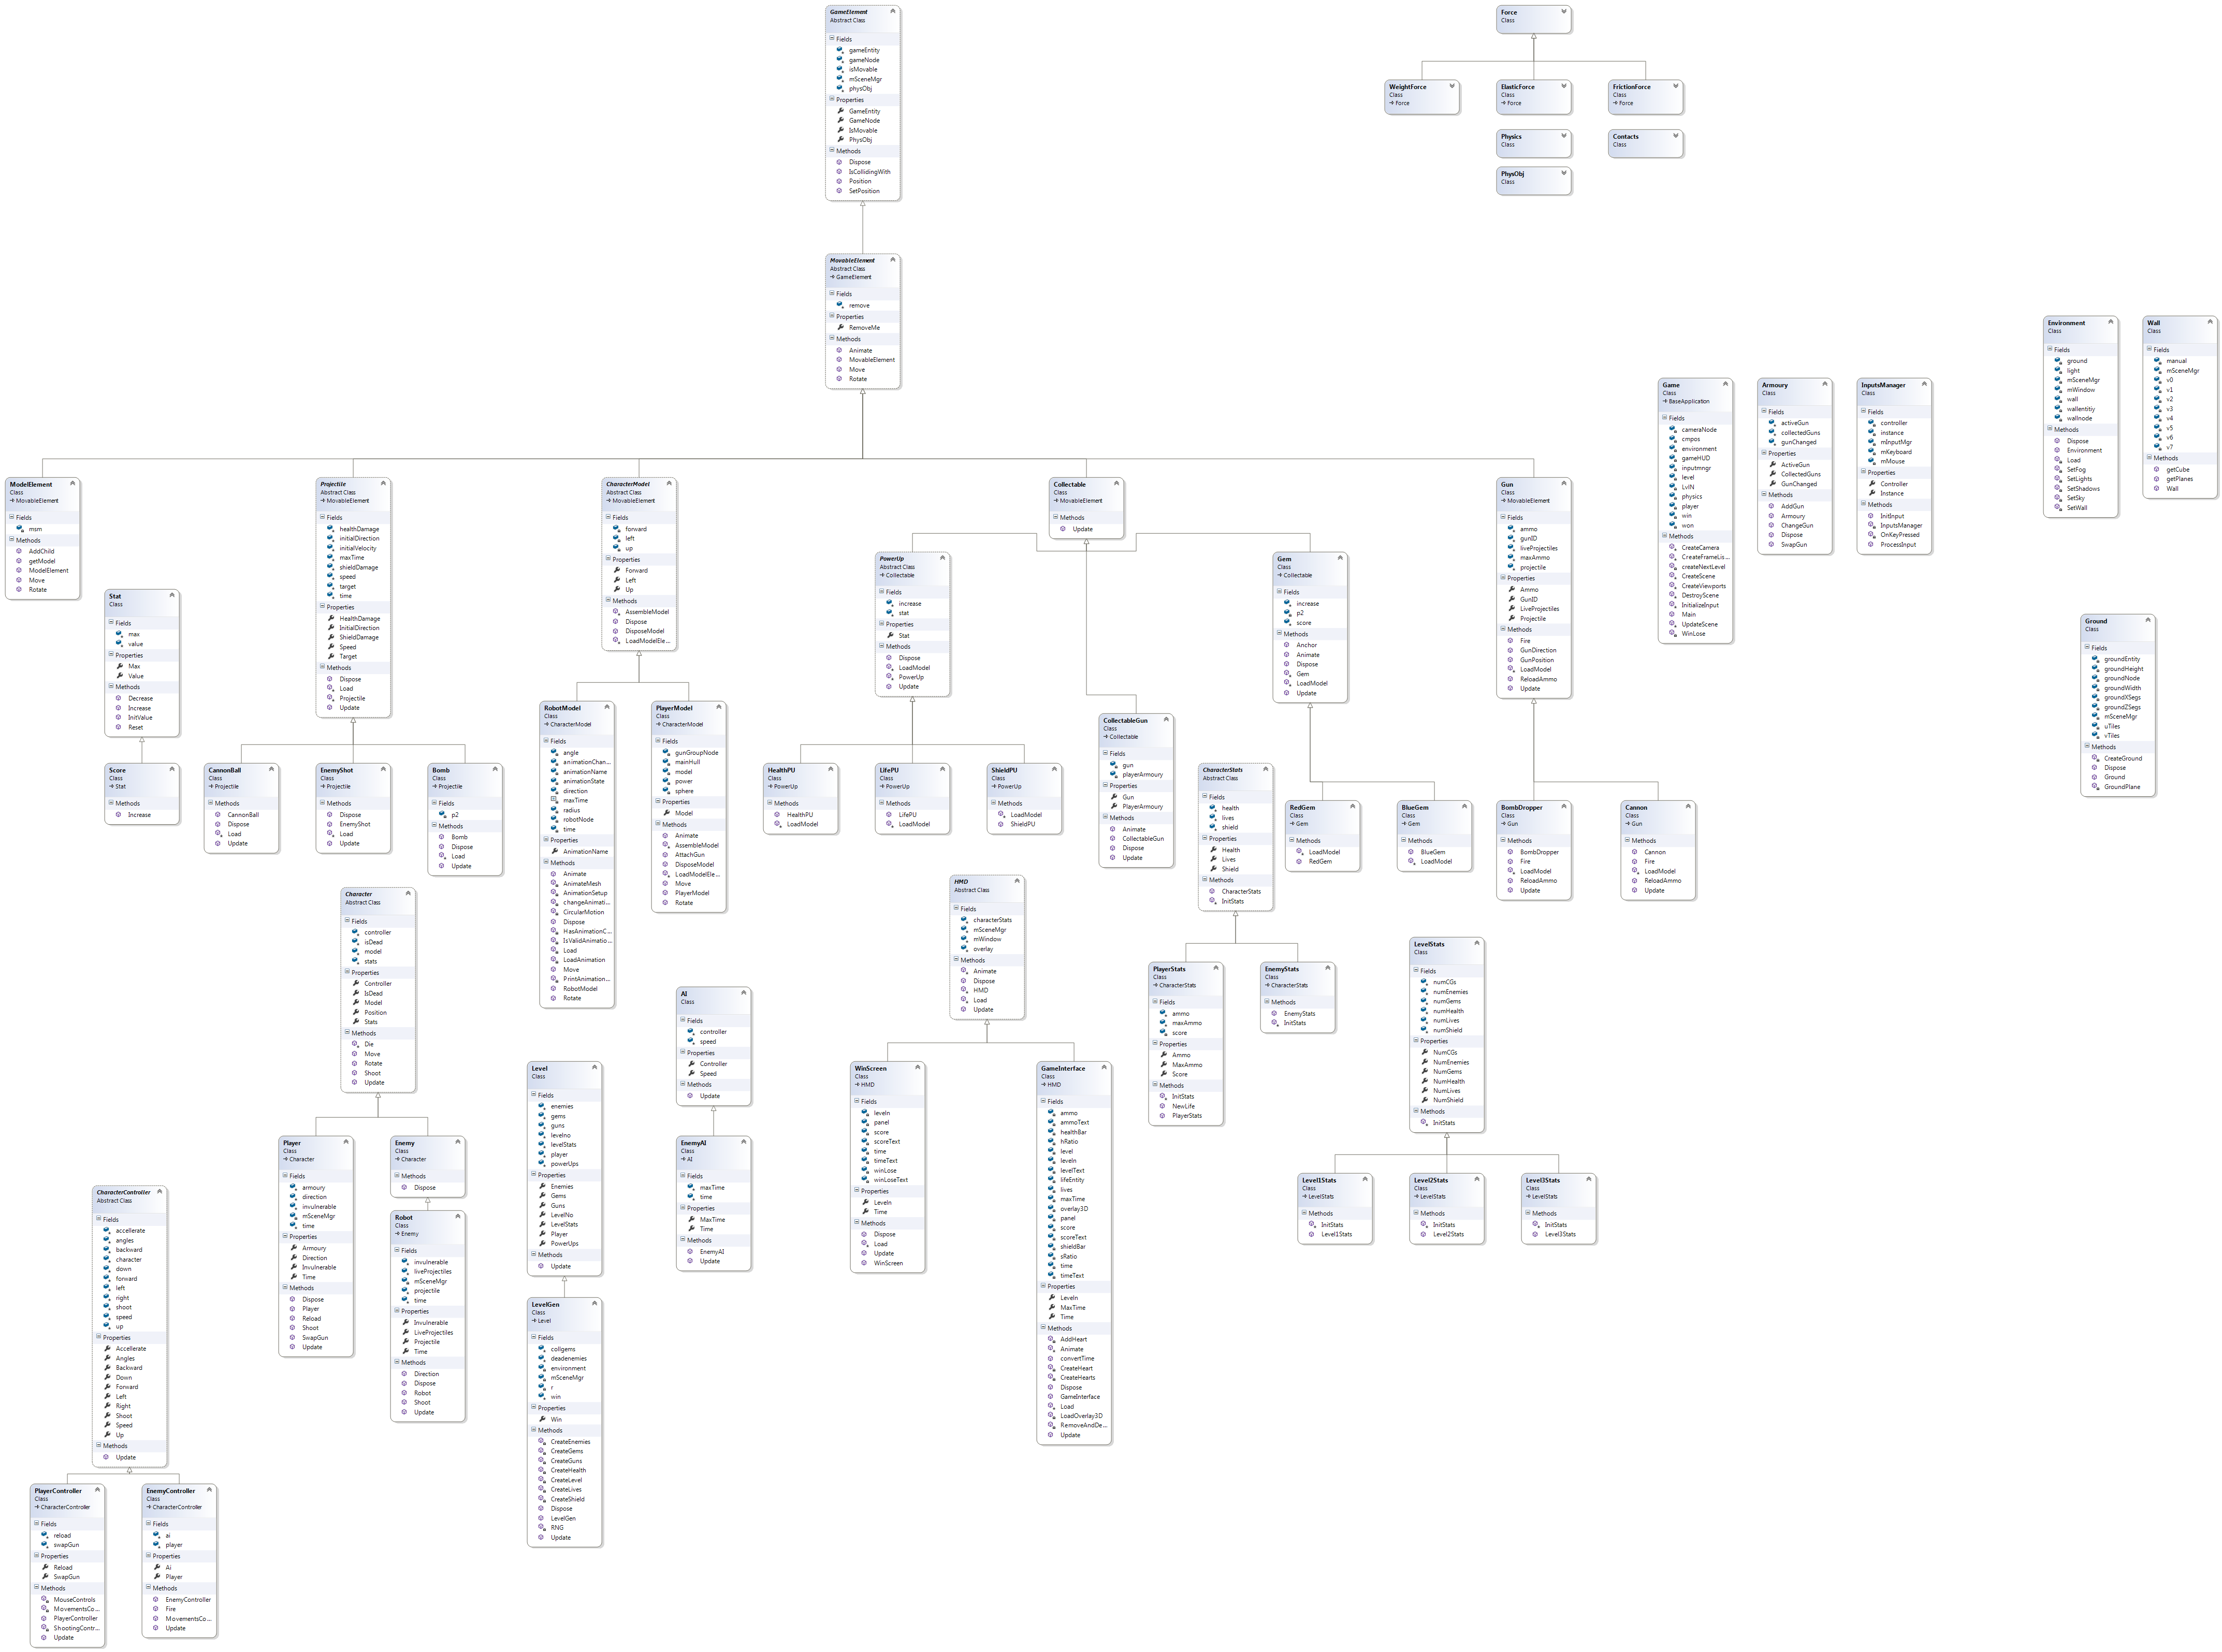 GameElement
Abstract Class
Fields
gameEntity
gameNode
isMovable
mSceneMgr
physObj
Properties
GameEntity
GameNode
IsMovable
PhysObj
Methods
Dispose
IsCollidingWith
Position
SetPosition
Force
Class
WeightForce
Class
Force
ElasticForce
Class
Force
FrictionForce
Class
Force
Physics
Class
Contacts
Class
PhysObj
Class
MovableElement
Abstract Class
GameElement
Fields
remove
Properties
RemoveMe
Methods
Animate
MovableElement
Move
Rotate
Environment
Class
Fields
ground
light
mSceneMgr
mWindow
wall
wallentitiy
wallnode
Methods
Dispose
Environment
Load
SetFog
SetLights
SetShadows
SetSky
SetWall
Wall
Class
Fields
manual
mSceneMgr
v0
v1
v2
v3
v4
v5
v6
v7
Methods
getCube
getPlanes
Wall
Game
Class
BaseApplication
Fields
cameraNode
cmpos
environment
gameHUD
inputmngr
level
LvlN
physics
player
win
won
Methods
CreateCamera
CreateFrameLis...
createNextLevel
CreateScene
CreateViewports
DestroyScene
InitializeInput
Main
UpdateScene
WinLose
Armoury
Class
Fields
activeGun
collectedGuns
gunChanged
Properties
ActiveGun
CollectedGuns
GunChanged
Methods
AddGun
Armoury
ChangeGun
Dispose
SwapGun
InputsManager
Class
Fields
controller
instance
mInputMgr
mKeyboard
mMouse
Properties
Controller
Instance
Methods
InitInput
InputsManager
OnKeyPressed
ProcessInput
ModelElement
Class
MovableElement
Fields
msm
Methods
AddChild
getModel
ModelElement
Move
Rotate
Projectile
Abstract Class
MovableElement
Fields
healthDamage
initialDirection
initialVelocity
maxTime
shieldDamage
speed
target
time
Properties
HealthDamage
InitialDirection
ShieldDamage
Speed
Target
Methods
Dispose
Load
Projectile
Update
CharacterModel
Abstract Class
MovableElement
Fields
forward
left
up
Properties
Forward
Left
Up
Methods
AssembleModel
Dispose
DisposeModel
LoadModelEle...
Collectable
Class
MovableElement
Methods
Update
Gun
Class
MovableElement
Fields
ammo
gunID
liveProjectiles
maxAmmo
projectile
Properties
Ammo
GunID
LiveProjectiles
Projectile
Methods
Fire
GunDirection
GunPosition
LoadModel
ReloadAmmo
Update
PowerUp
Abstract Class
Collectable
Fields
increase
stat
Properties
Stat
Methods
Dispose
LoadModel
PowerUp
Update
Gem
Class
Collectable
Fields
increase
p2
score
Methods
Anchor
Animate
Dispose
Gem
LoadModel
Update
Stat
Class
Fields
max
value
Properties
Max
Value
Methods
Decrease
Increase
InitValue
Reset
Ground
Class
Fields
groundEntity
groundHeight
groundNode
groundWidth
groundXSegs
groundZSegs
mSceneMgr
uTiles
vTiles
Methods
CreateGround
Dispose
Ground
GroundPlane
RobotModel
Class
CharacterModel
Fields
angle
animationChan...
animationName
animationState
direction
maxTime
radius
robotNode
time
Properties
AnimationName
Methods
Animate
AnimateMesh
AnimationSetup
changeAnimati...
CircularMotion
Dispose
HasAnimationC...
IsValidAnimatio...
Load
LoadAnimation
Move
PrintAnimation...
RobotModel
Rotate
PlayerModel
Class
CharacterModel
Fields
gunGroupNode
mainHull
model
power
sphere
Properties
Model
Methods
Animate
AssembleModel
AttachGun
DisposeModel
LoadModelEle...
Move
PlayerModel
Rotate
CollectableGun
Class
Collectable
Fields
gun
playerArmoury
Properties
Gun
PlayerArmoury
Methods
Animate
CollectableGun
Dispose
Update
Score
Class
Stat
Methods
Increase
CannonBall
Class
Projectile
Methods
CannonBall
Dispose
Load
Update
EnemyShot
Class
Projectile
Methods
Dispose
EnemyShot
Load
Update
Bomb
Class
Projectile
Fields
p2
Methods
Bomb
Dispose
Load
Update
HealthPU
Class
PowerUp
Methods
HealthPU
LoadModel
LifePU
Class
PowerUp
Methods
LifePU
LoadModel
ShieldPU
Class
PowerUp
Methods
LoadModel
ShieldPU
CharacterStats
Abstract Class
Fields
health
lives
shield
Properties
Health
Lives
Shield
Methods
CharacterStats
InitStats
RedGem
Class
Gem
Methods
LoadModel
RedGem
BlueGem
Class
Gem
Methods
BlueGem
LoadModel
BombDropper
Class
Gun
Methods
BombDropper
Fire
LoadModel
ReloadAmmo
Update
Cannon
Class
Gun
Methods
Cannon
Fire
LoadModel
ReloadAmmo
Update
Character
Abstract Class
Fields
controller
isDead
model
stats
Properties
Controller
IsDead
Model
Position
Stats
Methods
Die
Move
Rotate
Shoot
Update
HMD
Abstract Class
Fields
characterStats
mSceneMgr
mWindow
overlay
Methods
Animate
Dispose
HMD
Load
Update
LevelStats
Class
Fields
numCGs
numEnemies
numGems
numHealth
numLives
numShield
Properties
NumCGs
NumEnemies
NumGems
NumHealth
NumLives
NumShield
Methods
InitStats
PlayerStats
Class
CharacterStats
Fields
ammo
maxAmmo
score
Properties
Ammo
MaxAmmo
Score
Methods
InitStats
NewLife
PlayerStats
EnemyStats
Class
CharacterStats
Methods
EnemyStats
InitStats
AI
Class
Fields
controller
speed
Properties
Controller
Speed
Methods
Update
Level
Class
Fields
enemies
gems
guns
levelno
levelStats
player
powerUps
Properties
Enemies
Gems
Guns
LevelNo
LevelStats
Player
PowerUps
Methods
Update
WinScreen
Class
HMD
Fields
leveln
panel
score
scoreText
time
timeText
winLose
winLoseText
Properties
Leveln
Time
Methods
Dispose
Load
Update
WinScreen
GameInterface
Class
HMD
Fields
ammo
ammoText
healthBar
hRatio
level
leveln
levelText
lifeEntity
lives
maxTime
overlay3D
panel
score
scoreText
shieldBar
sRatio
time
timeText
Properties
Leveln
MaxTime
Time
Methods
AddHeart
Animate
convertTime
CreateHeart
CreateHearts
Dispose
GameInterface
Load
LoadOverlay3D
RemoveAndDe...
Update
Player
Class
Character
Fields
armoury
direction
invulnerable
mSceneMgr
time
Properties
Armoury
Direction
Invulnerable
Time
Methods
Dispose
Player
Reload
Shoot
SwapGun
Update
Enemy
Class
Character
Methods
Dispose
EnemyAI
Class
AI
Fields
maxTime
time
Properties
MaxTime
Time
Methods
EnemyAI
Update
Level1Stats
Class
LevelStats
Methods
InitStats
Level1Stats
Level2Stats
Class
LevelStats
Methods
InitStats
Level2Stats
Level3Stats
Class
LevelStats
Methods
InitStats
Level3Stats
CharacterController
Abstract Class
Fields
accellerate
angles
backward
character
down
forward
left
right
shoot
speed
up
Properties
Accellerate
Angles
Backward
Down
Forward
Left
Right
Shoot
Speed
Up
Methods
Update
Robot
Class
Enemy
Fields
invulnerable
liveProjectiles
mSceneMgr
projectile
time
Properties
Invulnerable
LiveProjectiles
Projectile
Time
Methods
Direction
Dispose
Robot
Shoot
Update
LevelGen
Class
Level
Fields
collgems
deadenemies
environment
mSceneMgr
r
win
Properties
Win
Methods
CreateEnemies
CreateGems
CreateGuns
CreateHealth
CreateLevel
CreateLives
CreateShield
Dispose
LevelGen
RNG
Update
PlayerController
Class
CharacterController
Fields
reload
swapGun
Properties
Reload
SwapGun
Methods
MouseControls
MovementsCo...
PlayerController
ShootingContr...
Update
EnemyController
Class
CharacterController
Fields
ai
player
Properties
Ai
Player
Methods
EnemyController
Fire
MovementsCo...
Update